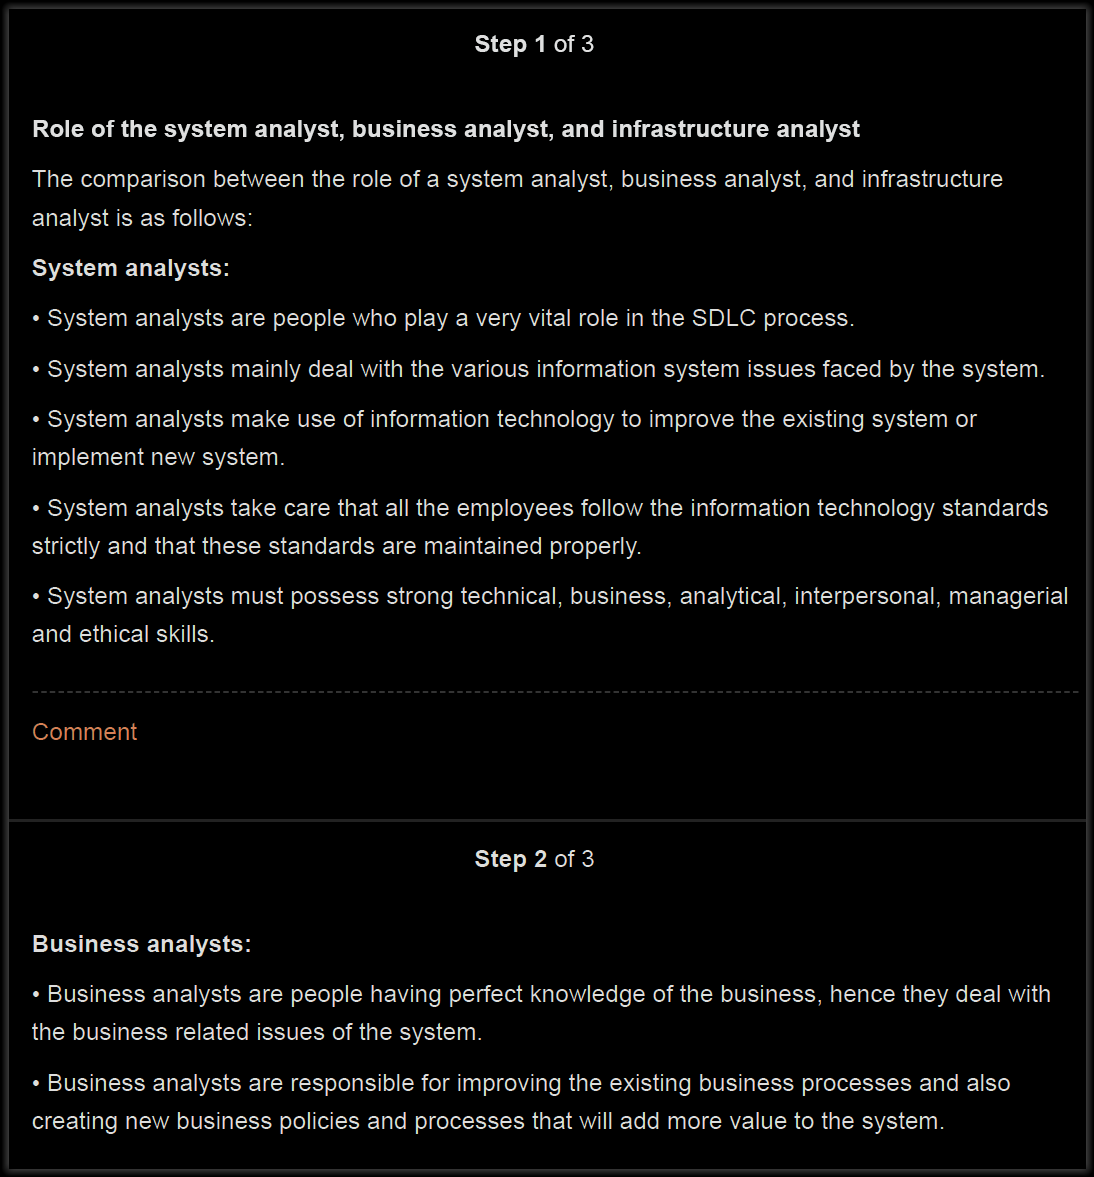 Step 1 of 3
Role of the system analyst, business analyst, and infrastructure analyst
The comparison between the role of a system analyst, business analyst, and infrastructure
analyst is as follows:
System analysts:
• System analysts are people who play a very vital role in the SDLC process.
• System analysts mainly deal with the various information system issues faced by the system.
• System analysts make use of information technology to improve the existing system or
implement new system.
• System analysts take care that all the employees follow the information technology standards
strictly and that these standards are maintained properly.
• System analysts must possess strong technical, business, analytical, interpersonal, managerial
and ethical skills.
Comment
Step 2 of 3
Business analysts:
• Business analysts are people having perfect knowledge of the business, hence they deal with
the business related issues of the system.
• Business analysts are responsible for improving the existing business processes and also
creating new business policies and processes that will add more value to the system.